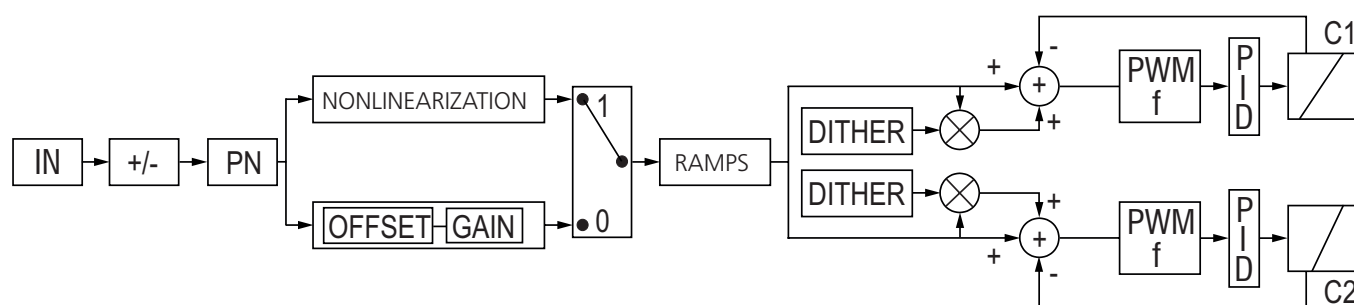 IN
+/-
PN
NONLINEARIZATION
OFFSET
GAIN
1
0
RAMPS
DITHER
+
-
+
+
PWM
f
P
I
D
C1
DITHER
+
+
+
-
PWM
f
P
I
D
C2